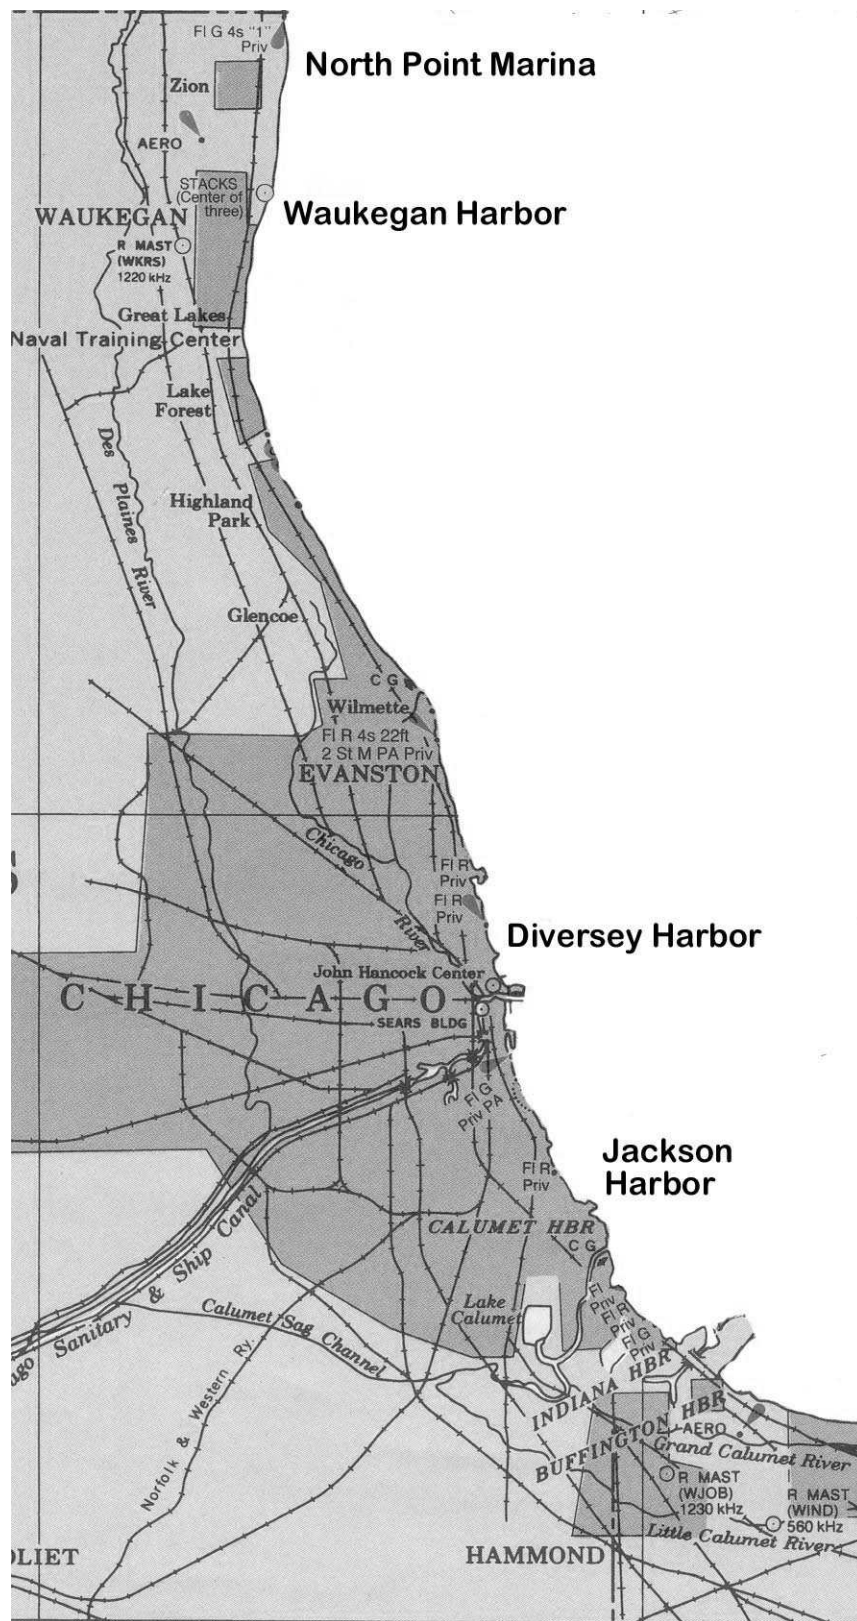 Fl G 4s "1"
Priv
North Point Marina
Zion
AERO
STACKS
(Center of
three)
WAUKEGAN
Waukegan Harbor
R MAST
(WKRS)
1220 kHz
Great Lakes
Naval Training Center
Lake
Forest
Des
Plaines
River
Highland
Park
Glencoe
C G
Wilmette
Fl R 4s 22ft
2 St M PA Priv
EVANSTON
Chicago
River
Fl R
Priv
Fl R
Priv
Diversey Harbor
John Hancock Center
CHICAGO
SEARS BLDG
Fl G
Priv PA
Jackson
Harbor
Fl R
Priv
CALUMET HBR
C G
Lake
Calumet
Fl
Priv
Fl R
Priv
Fl G
Priv
Sanitary & Ship Canal
Calumet Sag Channel
Norfolk & Western Ry.
INDIANA HBR
BUFFINGTON HBR
AERO
Grand Calumet River
R MAST
(WJOB)
1230 kHz
R MAST
(WIND)
560 kHz
Little Calumet River
OLIET
HAMMOND